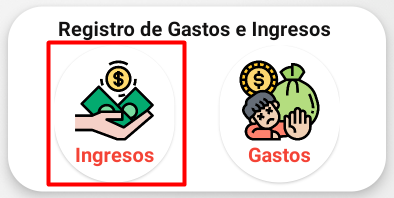 Registro de Gastos e Ingresos
$
$
Ingresos
Gastos